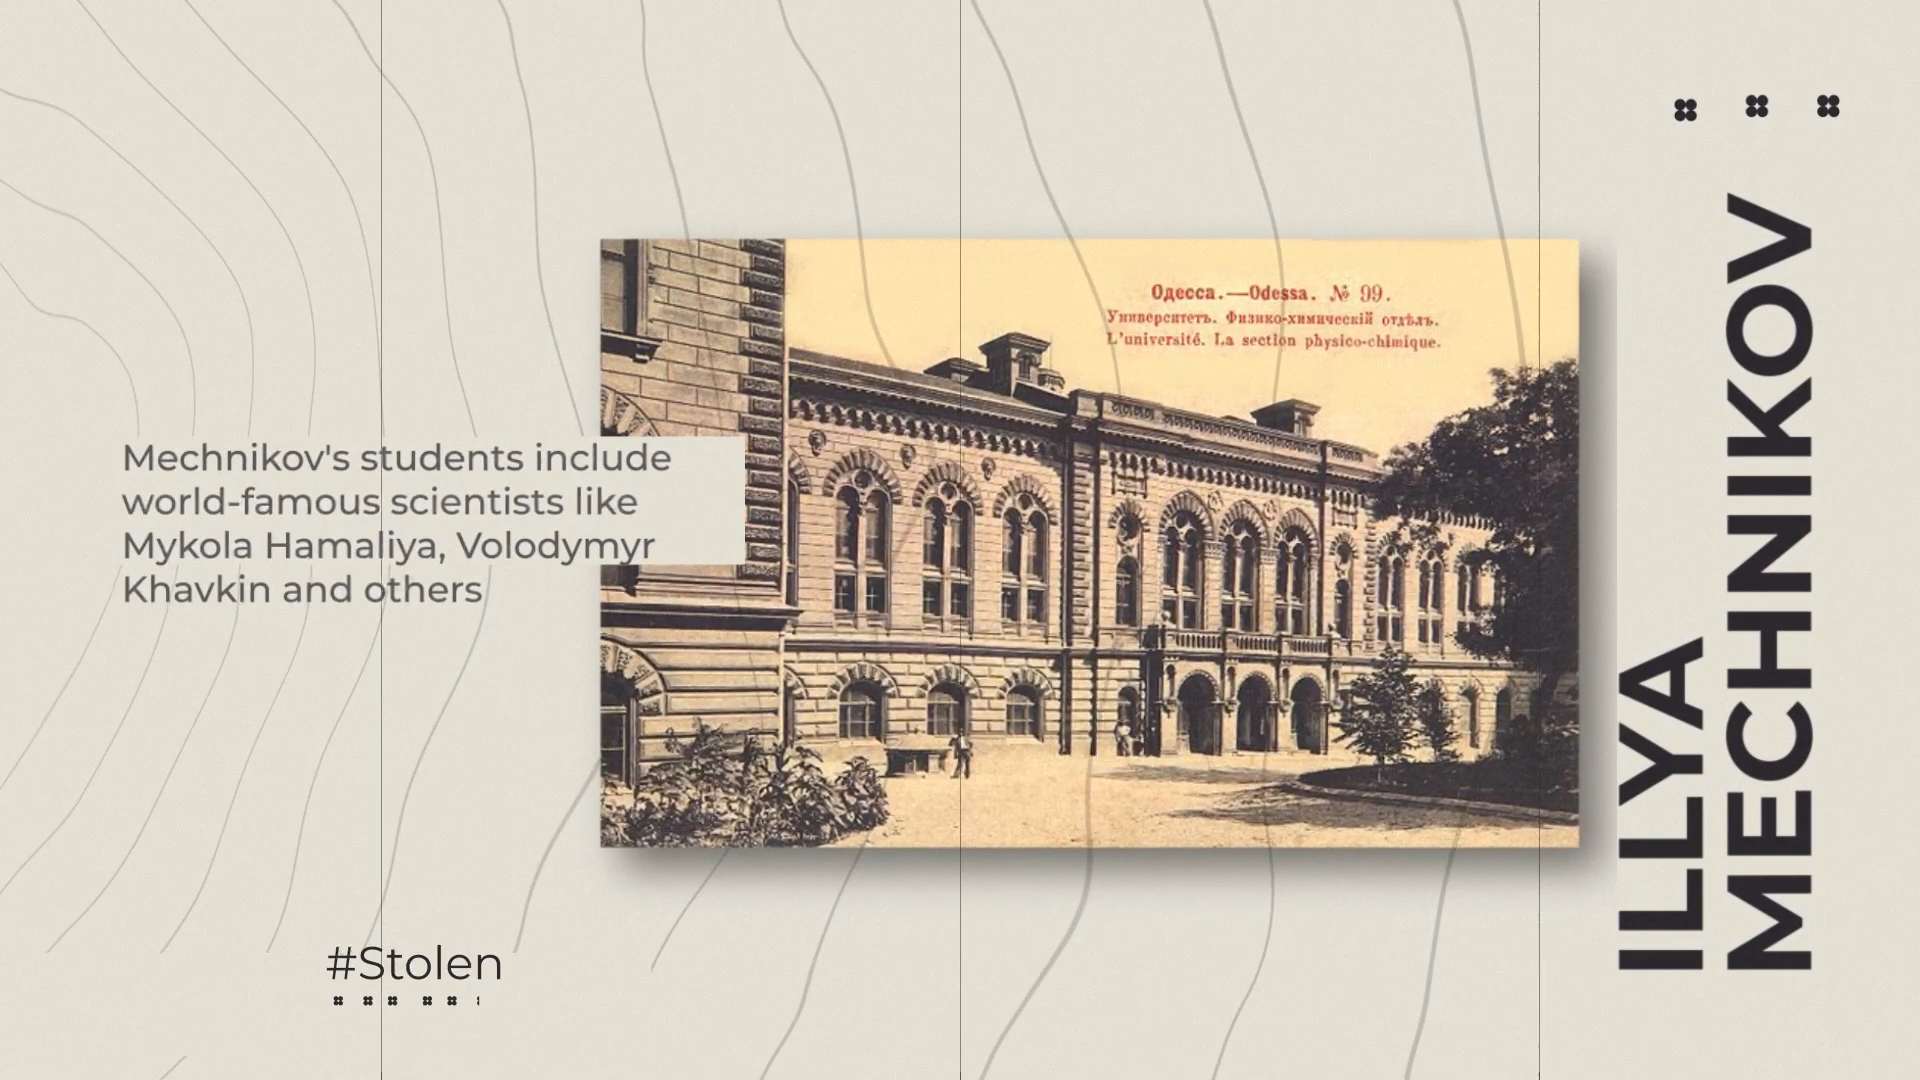 Mechnikov's students include
world-famous scientists like
Mykola Hamaliya, Volodymyr
Khavkin and others
Одесса.—Odessa. № 99.
Университетъ. Физико-химическій отдѣлъ.
L'université. La section physico-chimique.
ILLYA
MECHNIKOV
#Stolen